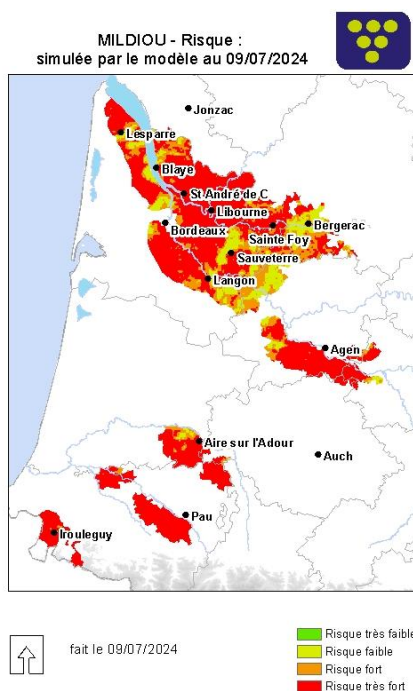 MILDIOU - Risque :
simulée par le modèle au 09/07/2024
Jonzac
Lesparre
Blaye
St André de C
Libourne
Bordeaux
Bergerac
Sainte Foy
Sauveterre
Langon
Agen
Aire sur l'Adour
Auch
Pau
Irouleguy
fait le 09/07/2024
Risque très faible
Risque faible
Risque fort
Risque très fort